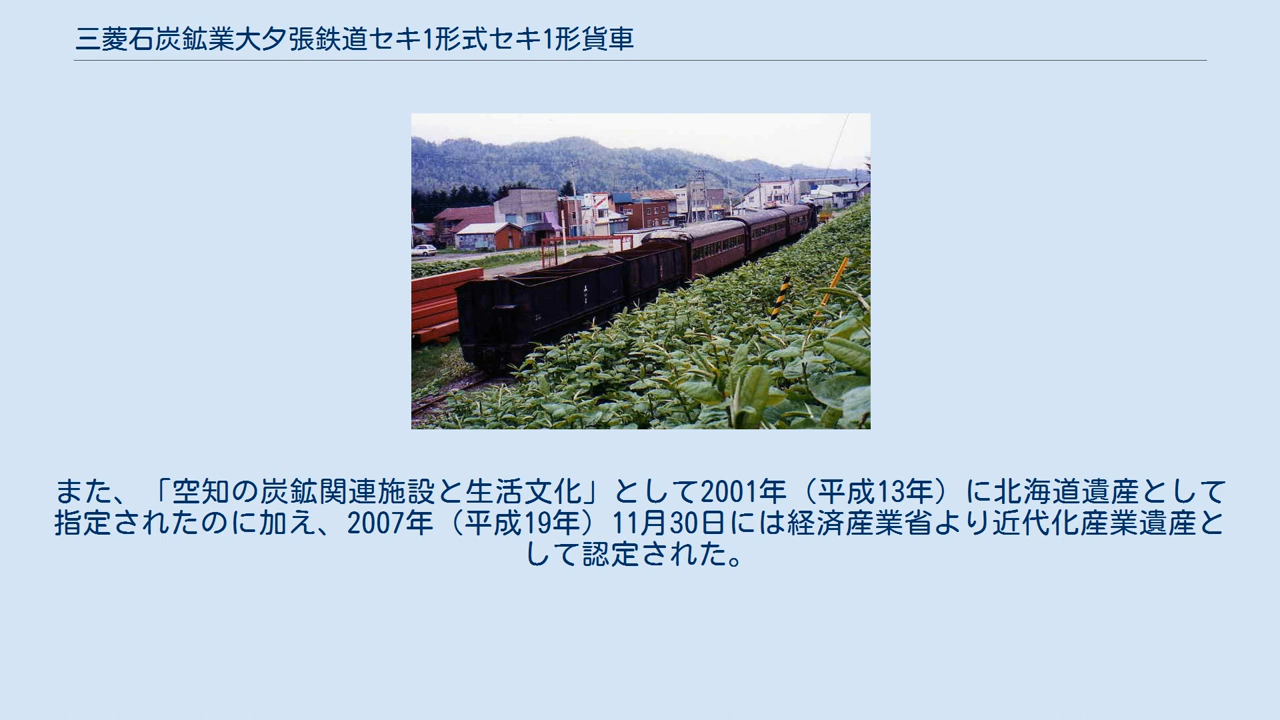 三菱石炭鉱業大夕張鉄道セキ1形式セキ1形貨車
また、「空知の炭鉱関連施設と生活文化」として2001年（平成13年）に北海道遺産として
指定されたのに加え、2007年（平成19年）11月30日には経済産業省より近代化産業遺産と
して認定された。